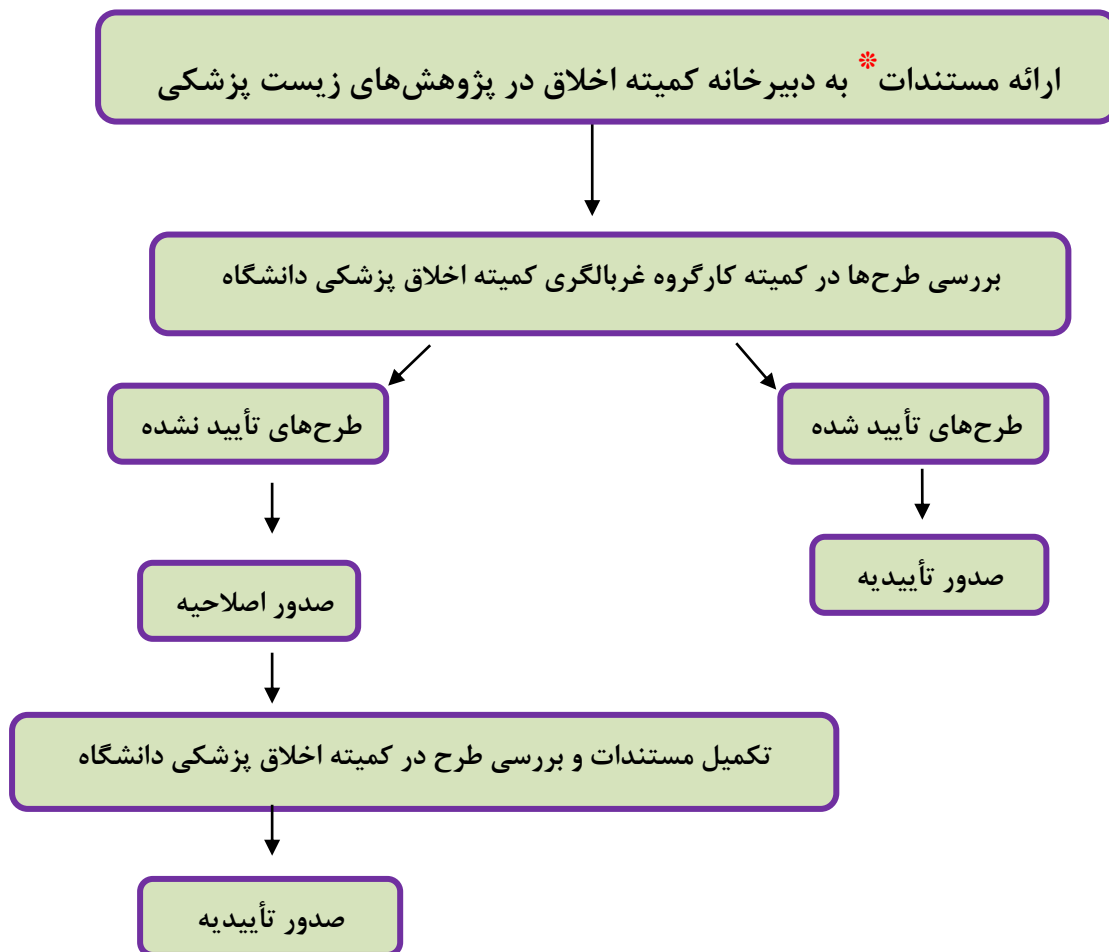 ارائه مستندات* به دبیرخانه کمیته اخلاق در پژوهش‌های زیست پزشکی
بررسی طرح‌ها در کمیته کارگروه غربالگری کمیته اخلاق پزشکی دانشگاه
طرح‌های تأیید شده
طرح‌های تأیید نشده
صدور تأییدیه
صدور اصلاحیه
تکمیل مستندات و بررسی طرح در کمیته اخلاق پزشکی دانشگاه
صدور تأییدیه